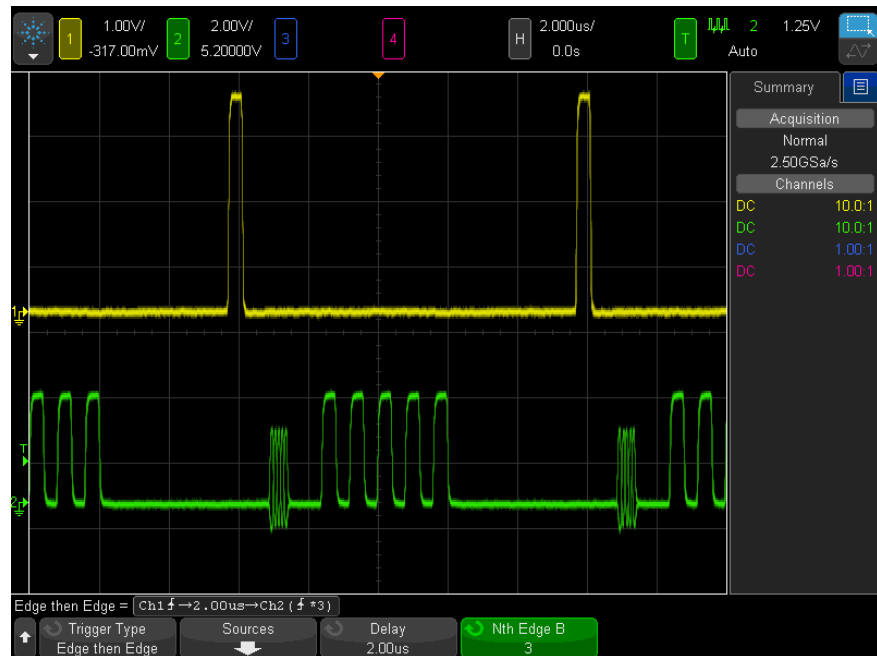 1 1.00V/ 2 2.00V/ 3 4 H 2.000us/ T 2 1.25V
-317.00mV 5.20000V 0.0s Auto
Summary
Acquisition
Normal
2.50GSa/s
Channels
DC 10.0:1
DC 10.0:1
DC 1.00:1
DC 1.00:1
1
T
2
Edge then Edge = Ch1⨍→2.00us→Ch2(⨍ *3)
Trigger Type Sources Delay Nth Edge B
Edge then Edge 2.00us 3